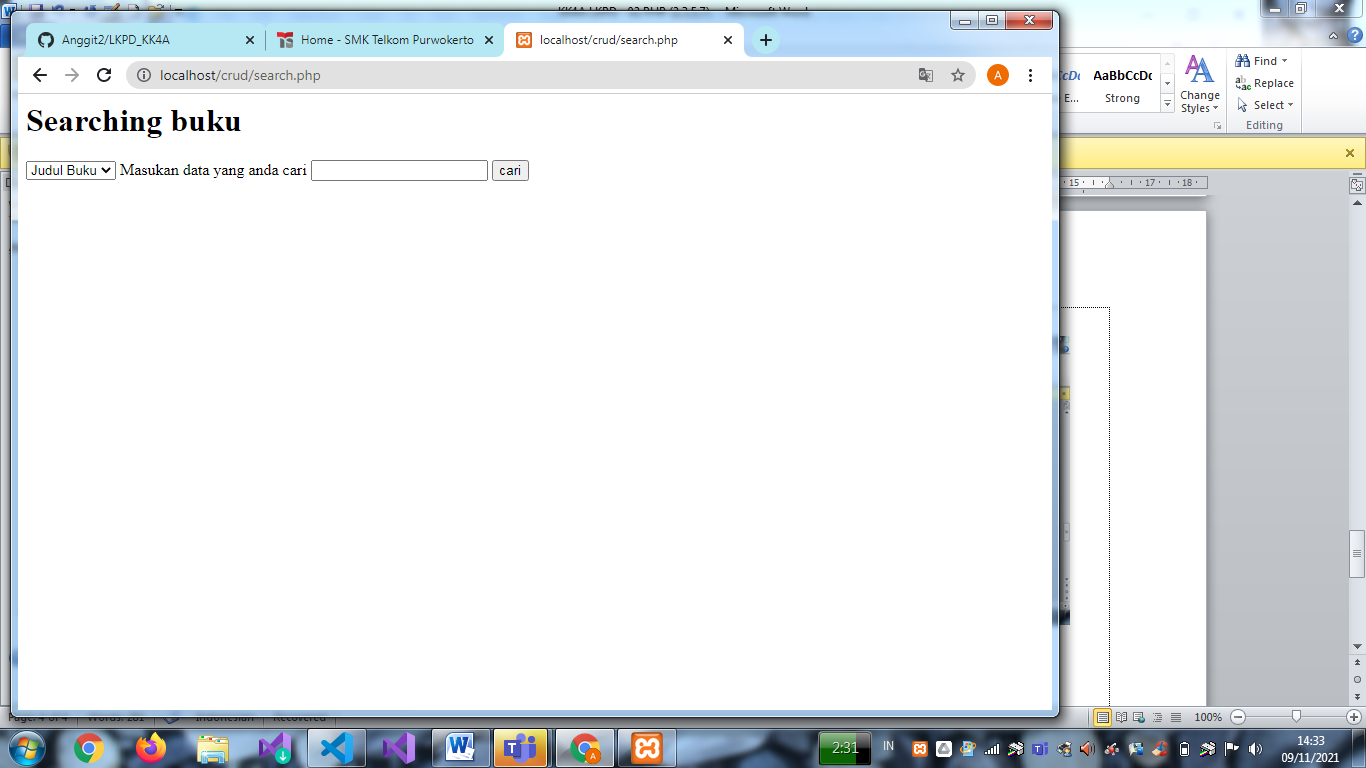 Anggit2/LKPD_KK4A
Home - SMK Telkom Purwokerto
localhost/crud/search.php
localhost/crud/search.php
A
Searching buku
Judul Buku Masukan data yang anda cari cari
AaBbCcDc
E...
Strong
Change
Styles
Find
Replace
Select
Editing
15 17 18
100%
2:31
IN
14:33
09/11/2021